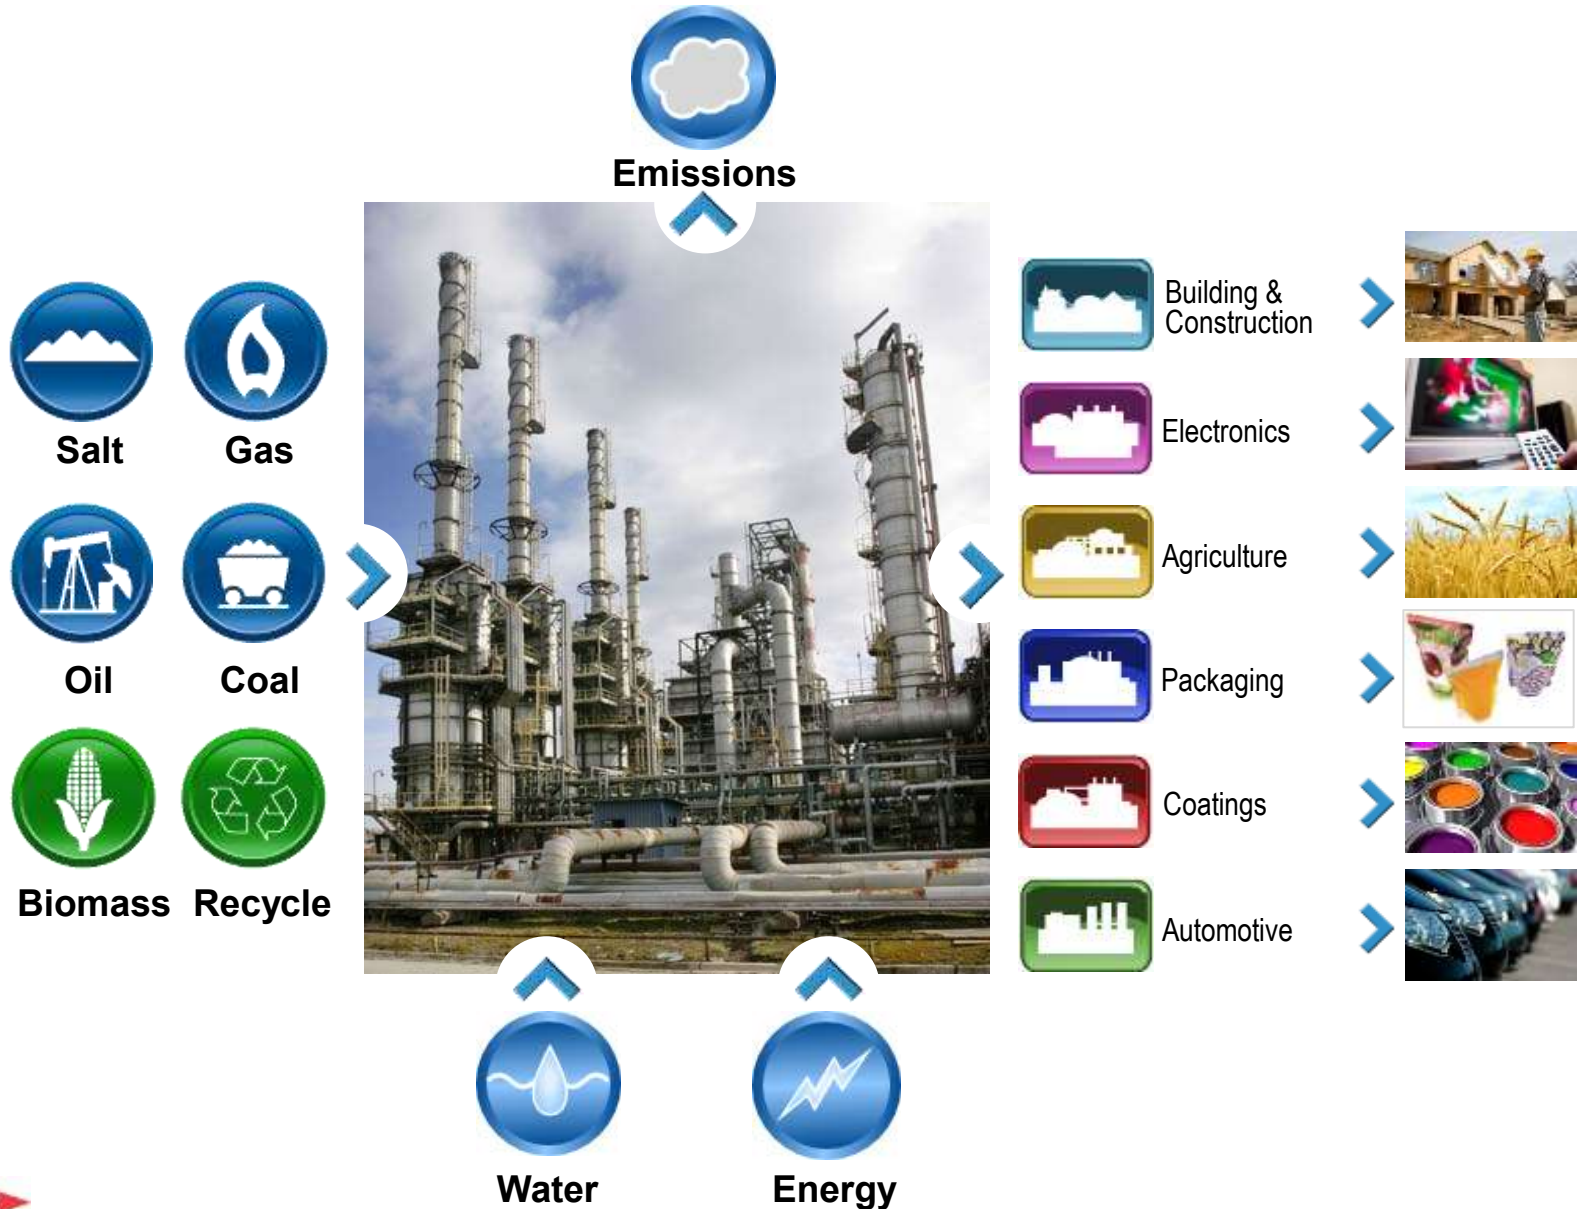 Emissions
Salt
Gas
Oil
Coal
Biomass
Recycle
Building &
Construction
Electronics
Agriculture
Packaging
Coatings
Automotive
Water
Energy